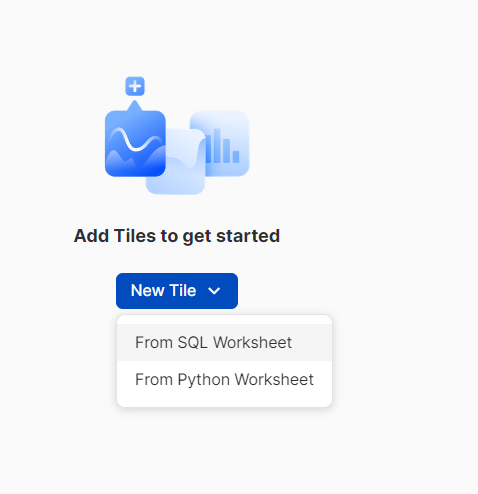 Add Tiles to get started
New Tile
From SQL Worksheet
From Python Worksheet